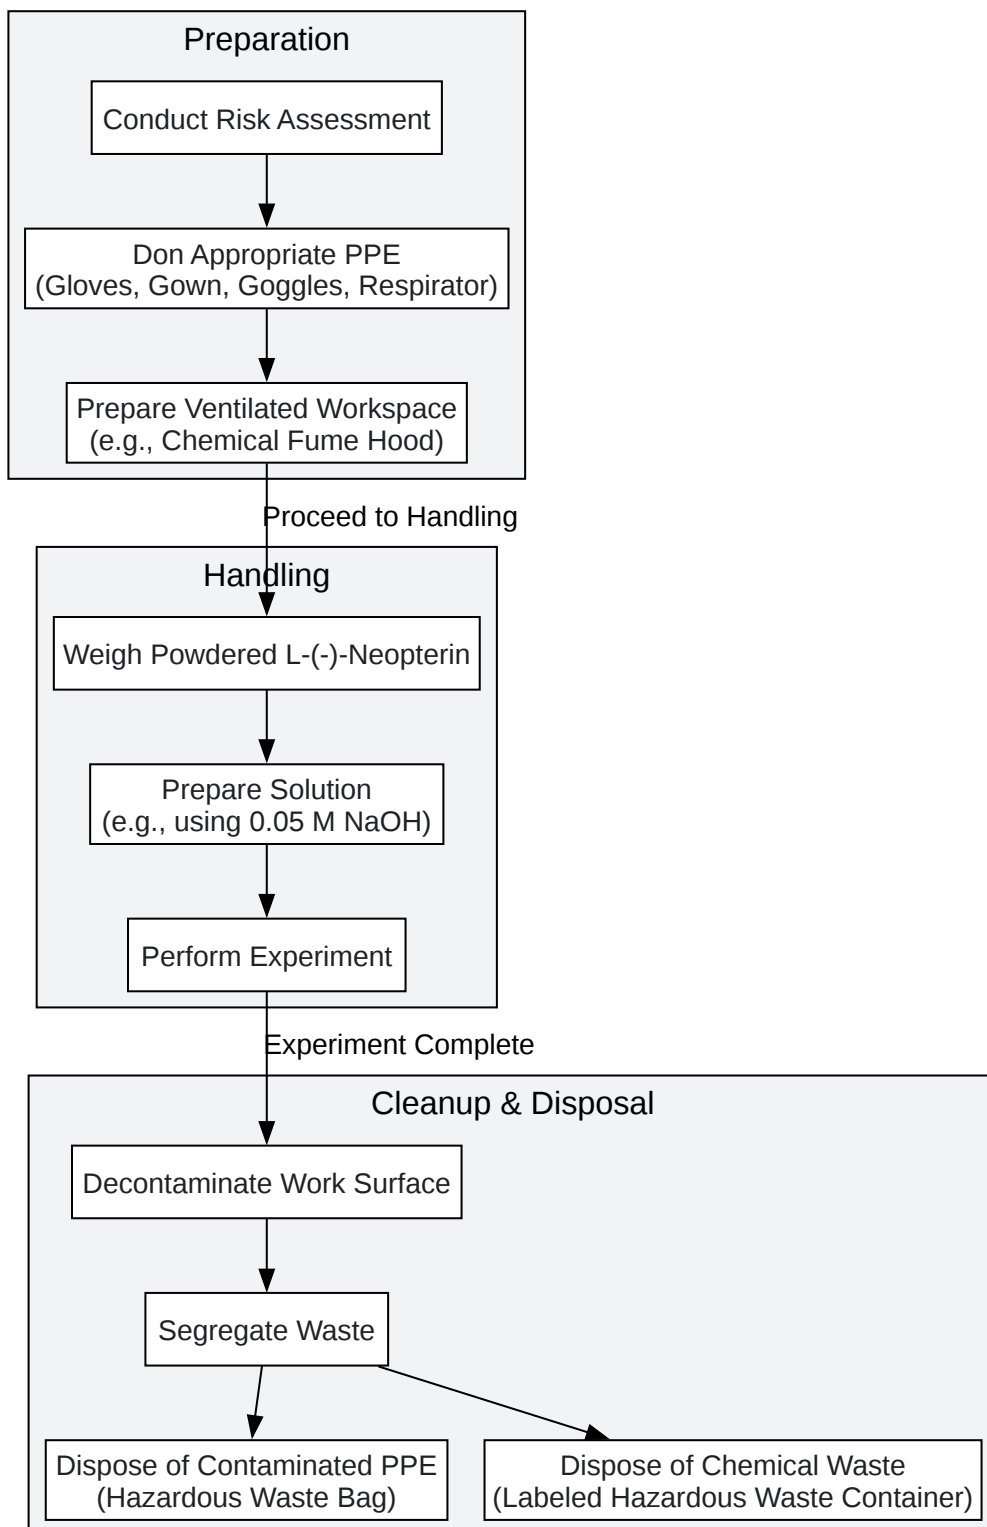 Preparation
Conduct Risk Assessment
Don Appropriate PPE
(Gloves, Gown, Goggles, Respirator)
Prepare Ventilated Workspace
(e.g., Chemical Fume Hood)
Proceed to Handling
Handling
Weigh Powdered L-(-)-Neopterin
Prepare Solution
(e.g., using 0.05 M NaOH)
Perform Experiment
Experiment Complete
Cleanup & Disposal
Decontaminate Work Surface
Segregate Waste
Dispose of Contaminated PPE
(Hazardous Waste Bag)
Dispose of Chemical Waste
(Labeled Hazardous Waste Container)